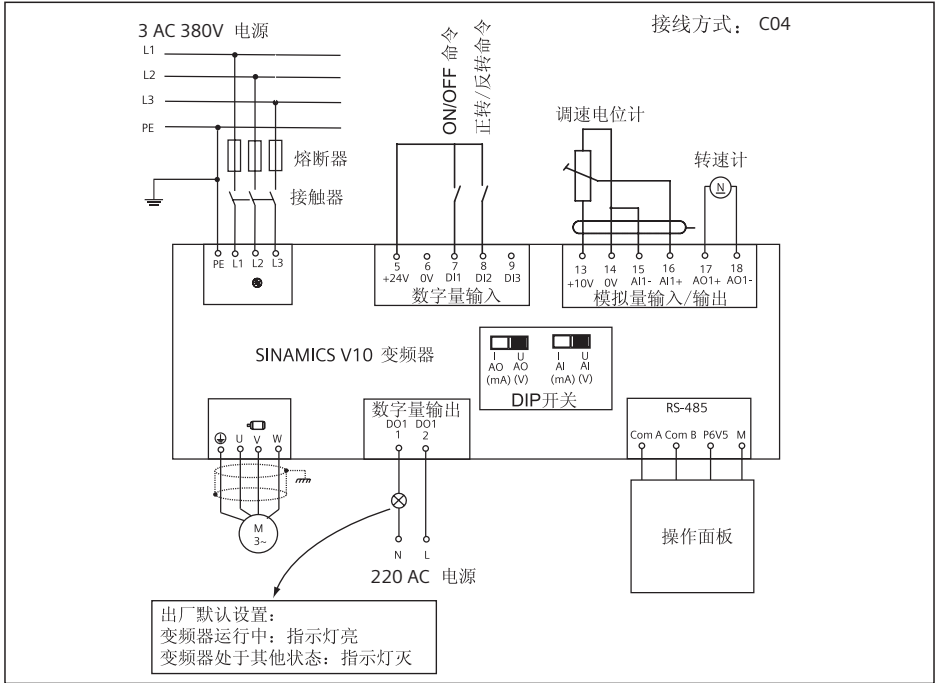 3 AC 380V 电源
接线方式：C04
L1
L2
L3
PE
熔断器
接触器
ON/OFF 命令
正转/反转命令
调速电位计
转速计
N
PE L1 L2 L3
5 6 7 8 9
+24V 0V DI1 DI2 DI3
数字量输入
13 14 15 16 17 18
+10V 0V AI1- AI1+ AO1+ AO1-
模拟量输入/输出
SINAMICS V10 变频器
I U I U
AO AO AI AI
(mA) (V) (mA) (V)
DIP开关
U V W
M
3~
数字量输出
DO1 DO1
1 2
N L
220 AC 电源
RS-485
Com A Com B P6V5 M
操作面板
出厂默认设置：
变频器运行中：指示灯亮
变频器处于其他状态：指示灯灭